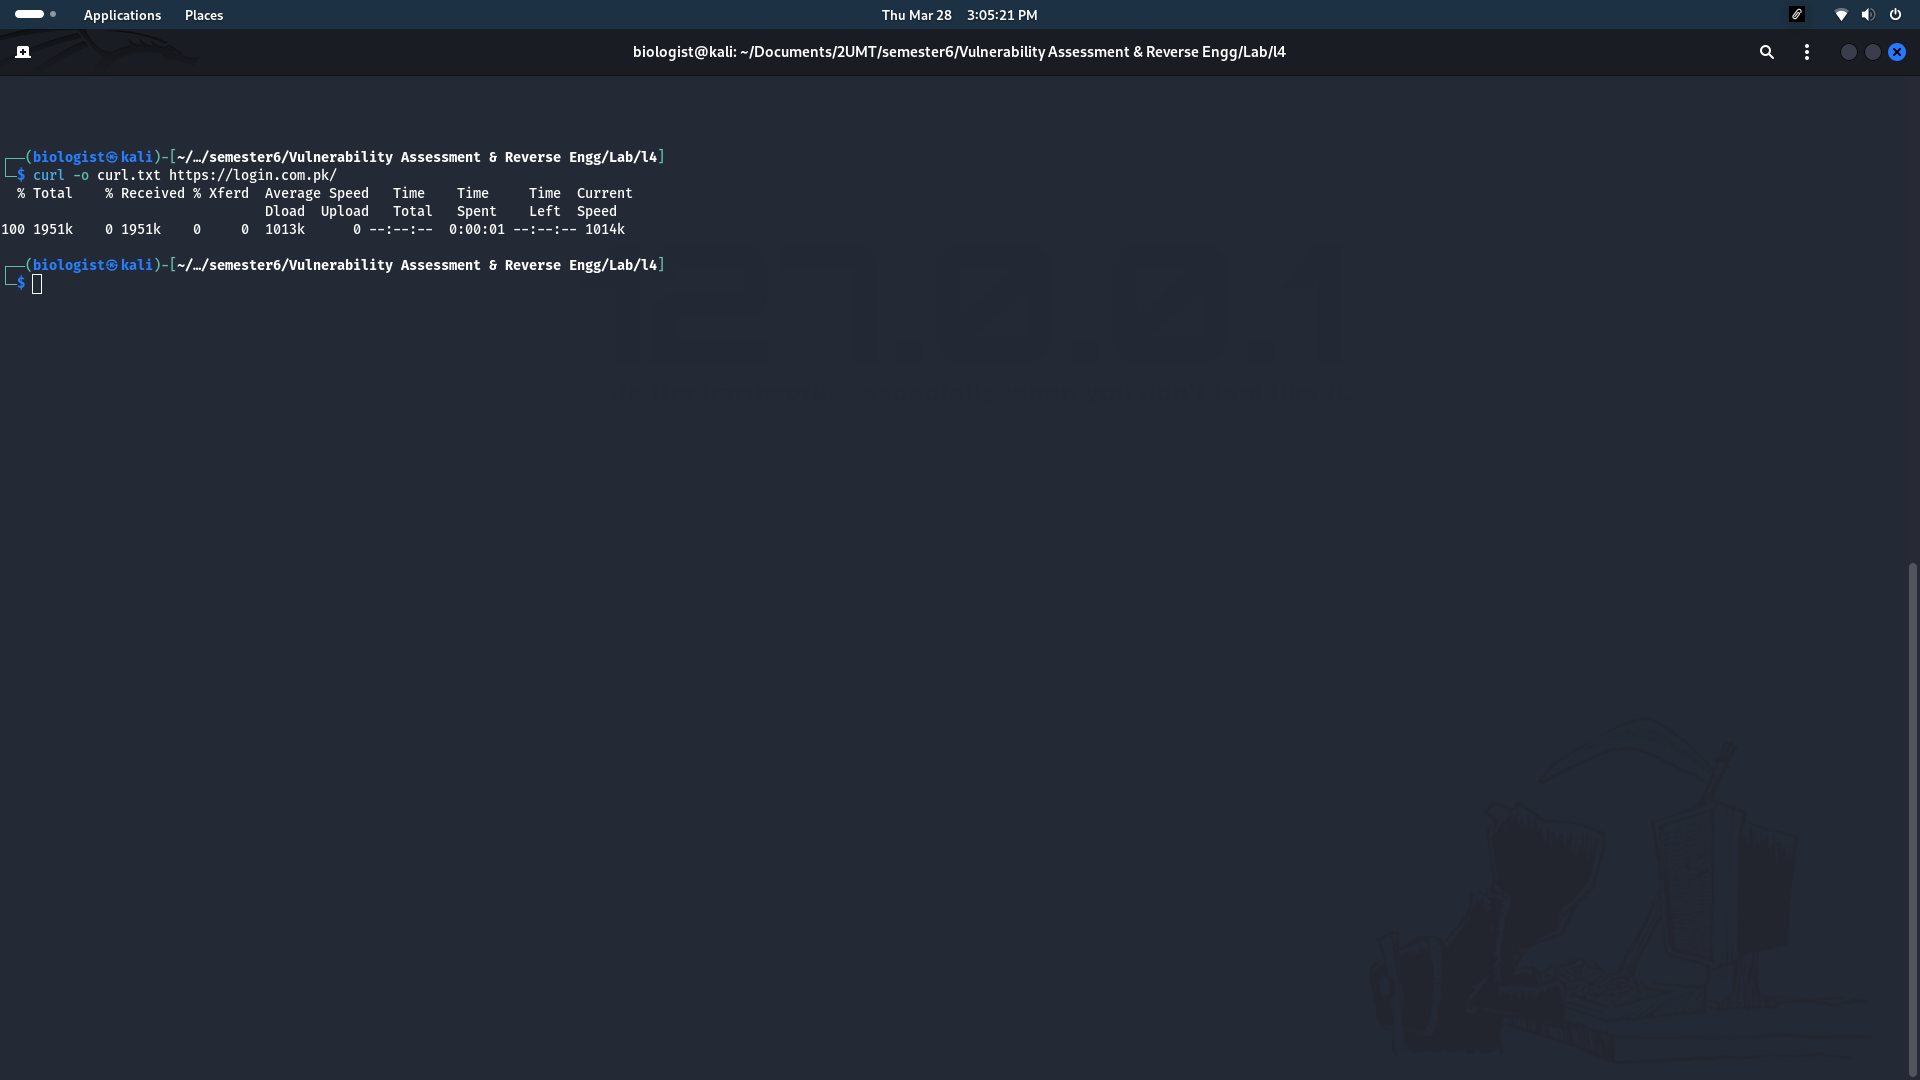 Applications Places Thu Mar 28 3:05:21 PM
biologist@kali: ~/Documents/2UMT/semester6/Vulnerability Assessment & Reverse Engg/Lab/l4
┌──(biologist㉿kali)-[~/…/semester6/Vulnerability Assessment & Reverse Engg/Lab/l4]
└─$ curl -o curl.txt https://login.com.pk/
  % Total    % Received % Xferd  Average Speed   Time    Time     Time  Current
                                 Dload  Upload   Total   Spent    Left  Speed
100 1951k    0 1951k    0     0  1013k      0 --:--:--  0:00:01 --:--:-- 1014k
┌──(biologist㉿kali)-[~/…/semester6/Vulnerability Assessment & Reverse Engg/Lab/l4]
└─$